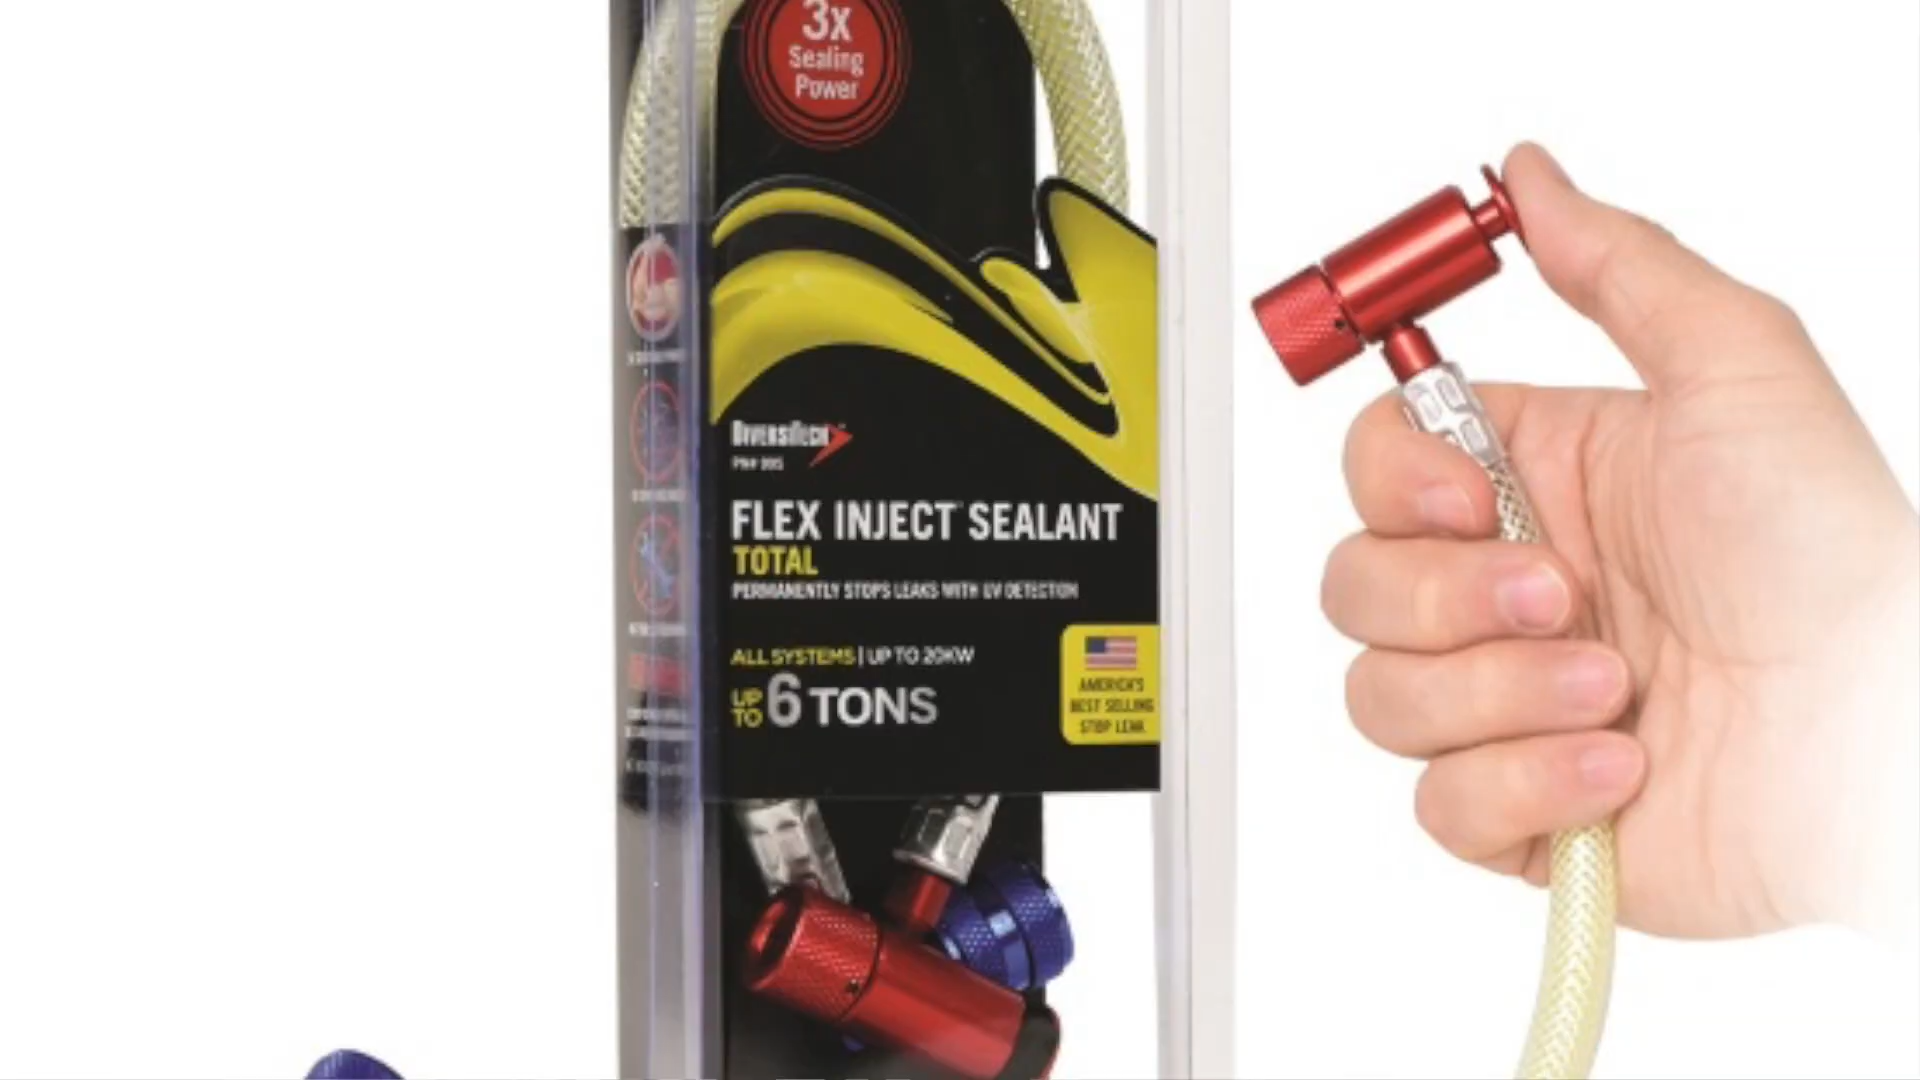 3x
Sealing
Power
DIVERSITECH
FLEX INJECT SEALANT
TOTAL
PERMANENTLY STOPS LEAKS WITH UV DETECTION
ALL SYSTEMS | UP TO 20KW
UP TO 6 TONS
AMERICA'S
BEST SELLING
STOP LEAK